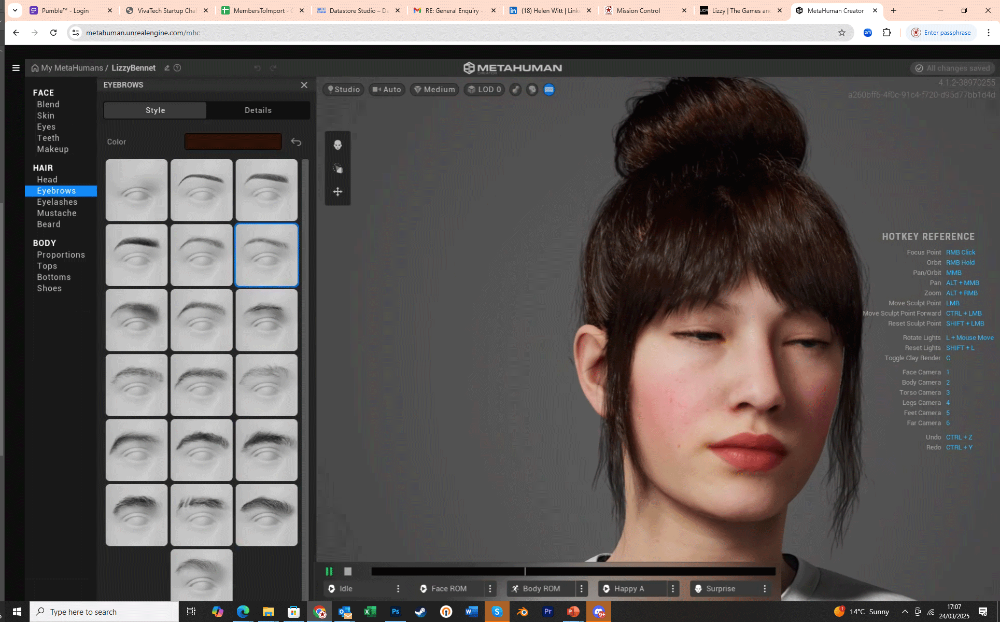 Pumble™ - Login
VivaTech Startup Chal
MembersToImport - G
Datastore Studio – Da
RE: General Enquiry -
(18) Helen Witt | Linke
Mission Control
Lizzy | The Games and
MetaHuman Creator
metahuman.unrealengine.com/mhc
Enter passphrase
My MetaHumans / LizzyBennet
METAHUMAN
CREATOR
All changes saved
4.1.2-38970255
a260bff6-4f0c-91c4-f720-d95d77bb1d4d
EYEBROWS
Style
Details
Color
FACE
Blend
Skin
Eyes
Teeth
Makeup
HAIR
Head
Eyebrows
Eyelashes
Mustache
Beard
BODY
Proportions
Tops
Bottoms
Shoes
Studio
Auto
Medium
LOD 0
HOTKEY REFERENCE
Focus Point RMB Click
Orbit RMB Hold
Pan/Orbit MMB
Pan ALT + MMB
Zoom ALT + RMB
Move Sculpt Point LMB
Move Sculpt Point Forward CTRL + LMB
Reset Sculpt Point SHIFT + LMB
Rotate Lights L + Mouse Move
Reset Lights SHIFT + L
Toggle Clay Render C
Face Camera 1
Body Camera 2
Torso Camera 3
Legs Camera 4
Feet Camera 5
Far Camera 6
Undo CTRL + Z
Redo CTRL + Y
Idle
Face ROM
Body ROM
Happy A
Surprise
Type here to search
14°C Sunny
17:07
24/03/2025